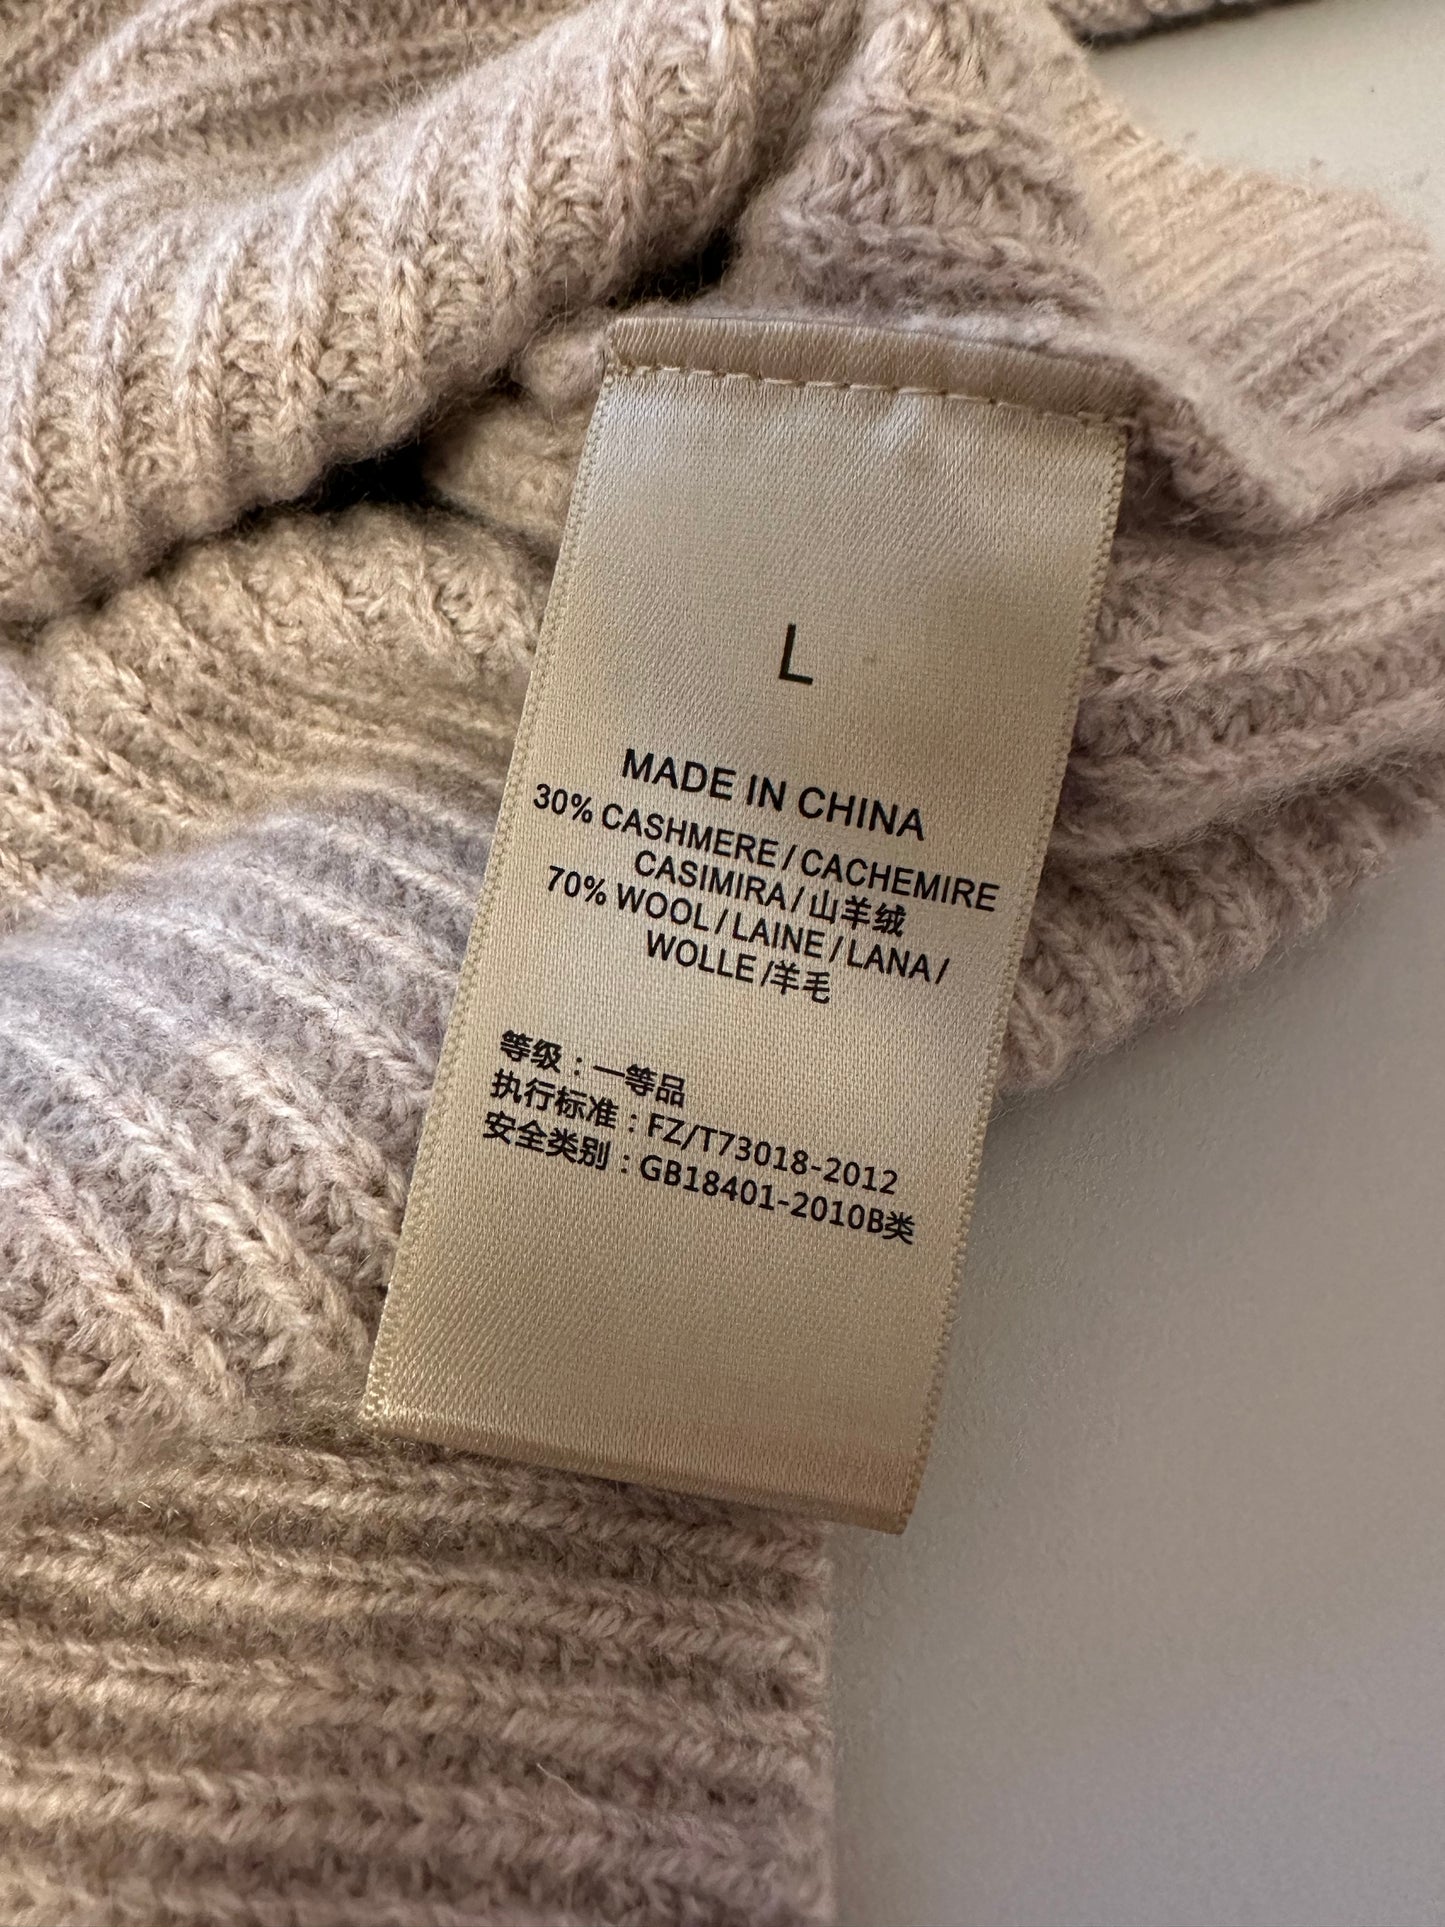 L
MADE IN CHINA
30% CASHMERE / CACHEMIRE
CASIMIRA / 山羊绒
70% WOOL / LAINE / LANA /
WOLLE / 羊毛
等级：一等品
执行标准：FZ/T73018-2012
安全类别：GB18401-2010B类